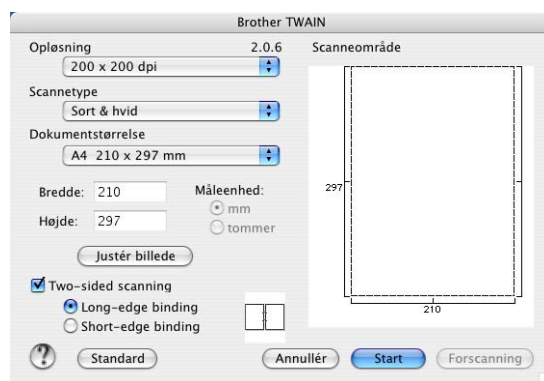 Brother TWAIN
Opløsning 2.0.6
200 x 200 dpi
Scannetype
Sort & hvid
Dokumentstørrelse
A4 210 x 297 mm
Bredde: 210
Højde: 297
Måleenhed:
mm
tommer
Justér billede
Two-sided scanning
Long-edge binding
Short-edge binding
? Standard
Scanneområde
297
210
Annullér Start Forscanning